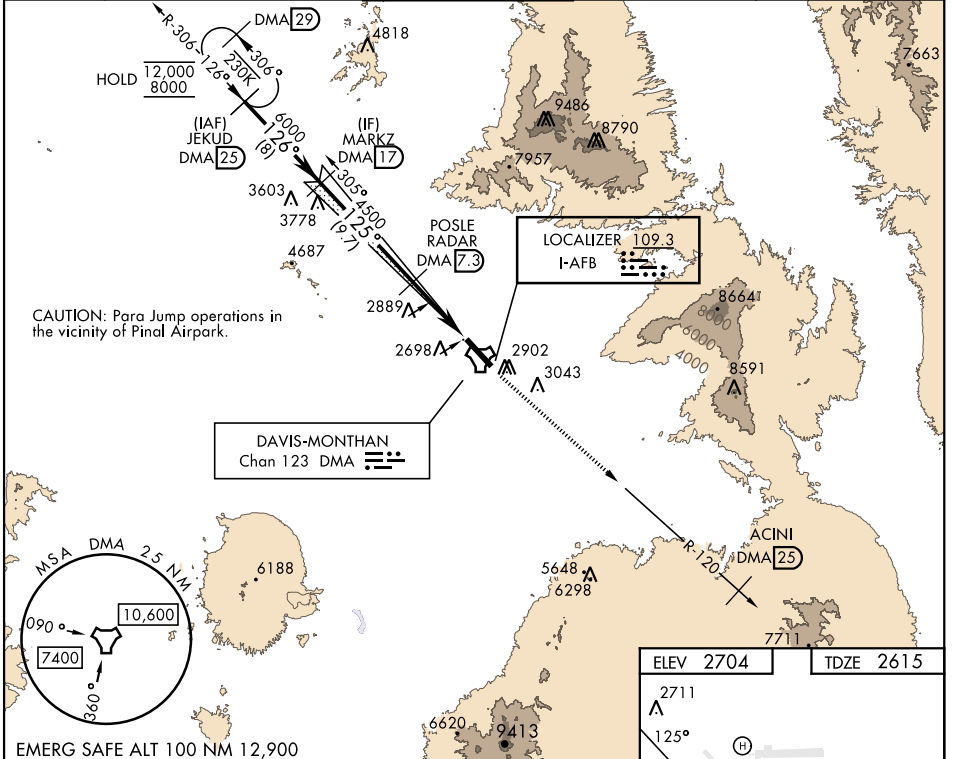 DMA 29
4818
7663
R-306
126°
306°
230K
HOLD 12,000
8000
9486
8790
7957
(IAF)
JEKUD
DMA 25
6000
126°
(8)
(IF)
MARKZ
DMA 17
305°
4500
125°
(9.7)
3603
3778
4687
POSLE
RADAR
DMA 7.3
LOCALIZER 109.3
I-AFB
2889
8664
8000
6000
4000
CAUTION: Para Jump operations in
the vicinity of Pinal Airpark.
2698
2902
3043
8591
DAVIS-MONTHAN
Chan 123 DMA
R-120
ACINI
DMA 25
MSA DMA 25 NM
090°
10,600
7400
360°
6188
5648
6298
7711
ELEV 2704
TDZE 2615
2711
125°
H
6620
9413
EMERG SAFE ALT 100 NM 12,900